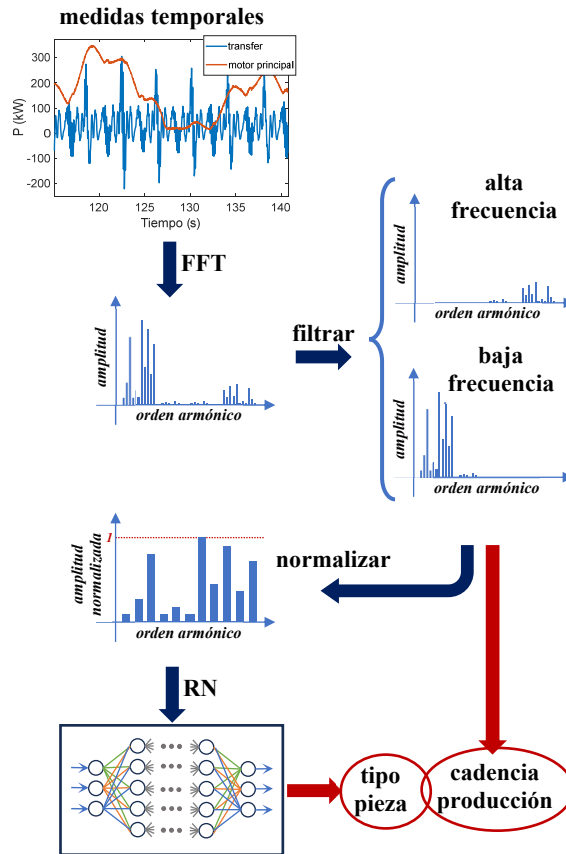 medidas temporales
transfer
motor principal
300
200
100
0
-100
-200
P (kW)
120
125
130
135
140
Tiempo (s)
FFT
amplitud
orden armónico
filtrar
alta
frecuencia
amplitud
orden armónico
baja
frecuencia
amplitud
orden armónico
normalizar
1
amplitud
normalizada
orden armónico
RN
tipo
pieza
cadencia
producción